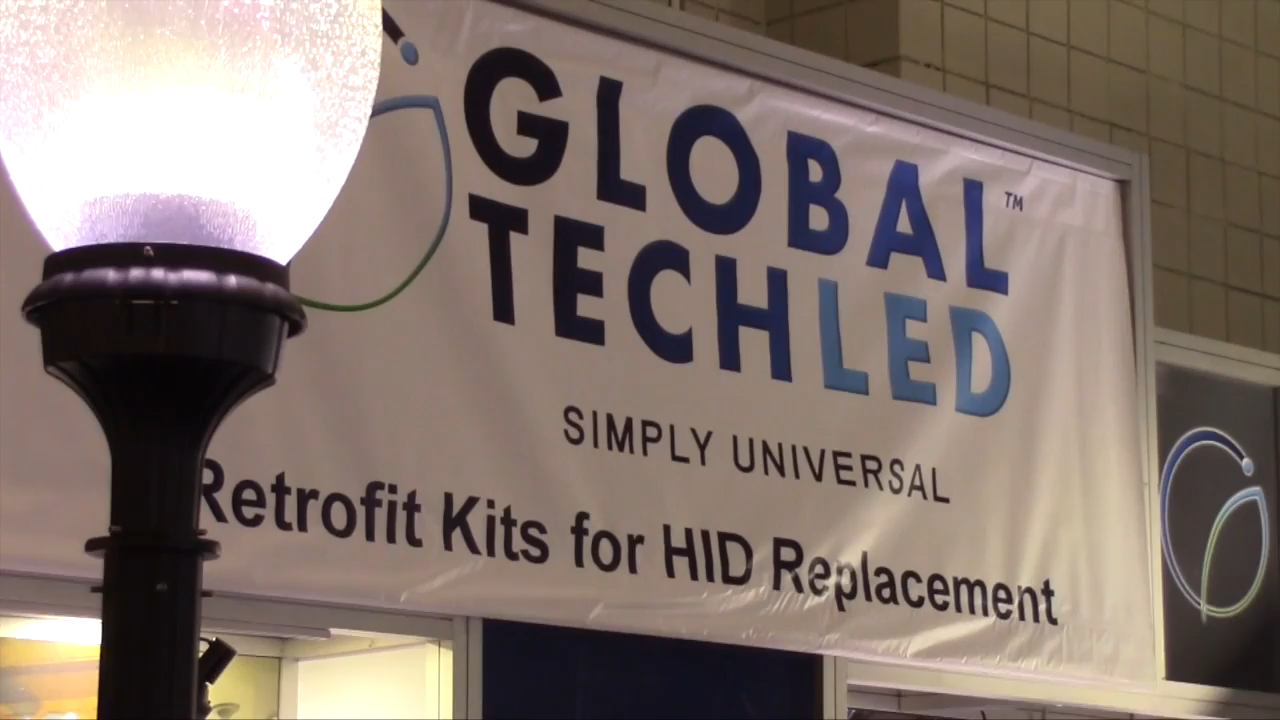 GLOBAL™
TECHLED
SIMPLY UNIVERSAL
Retrofit Kits for HID Replacement